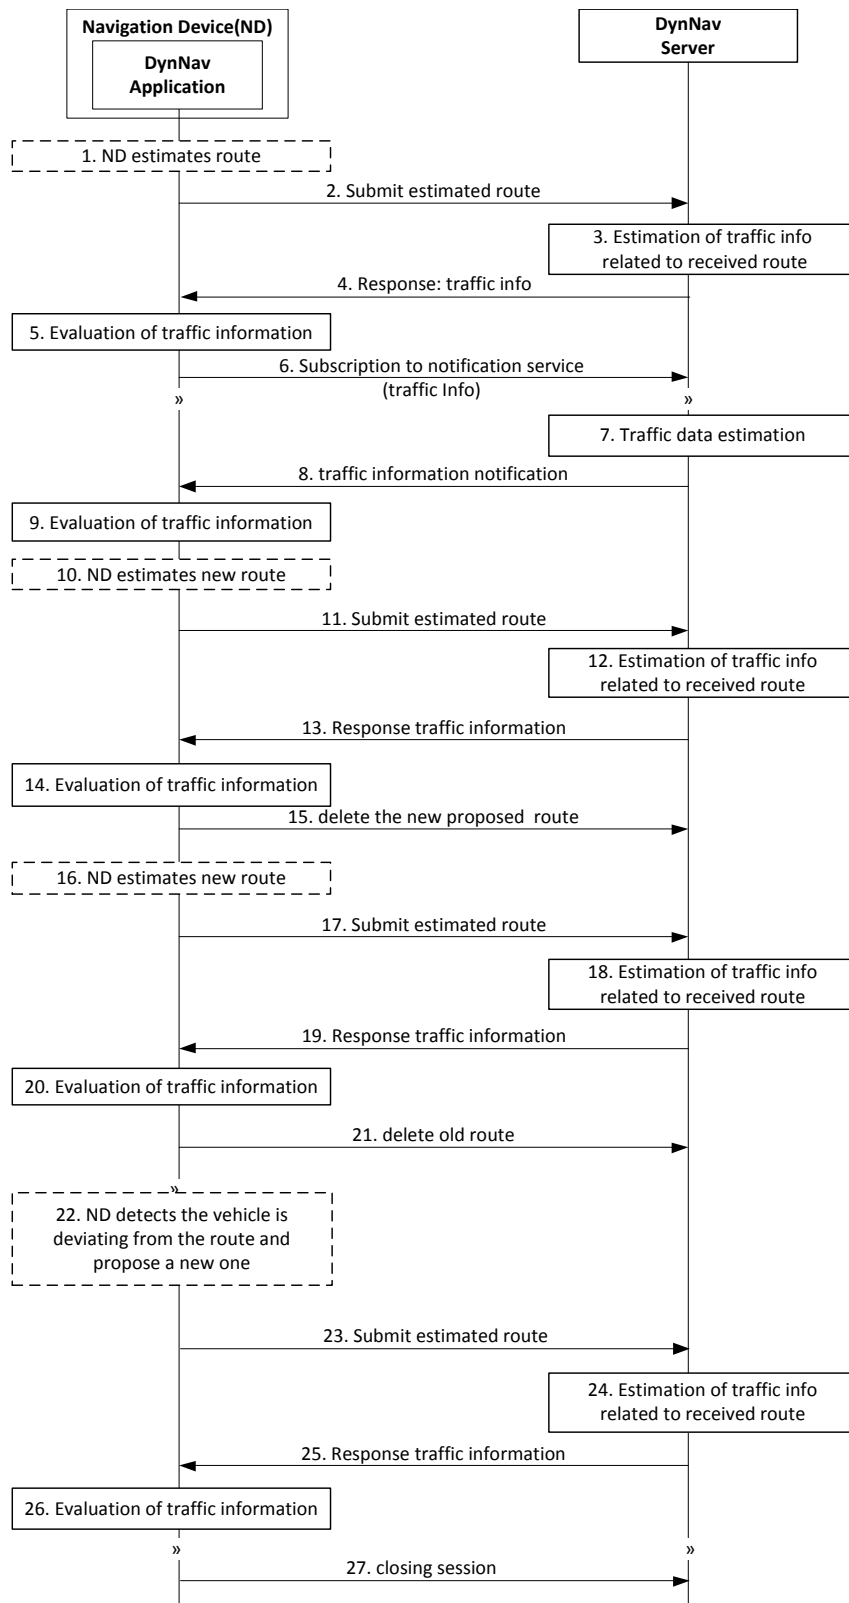 Navigation Device(ND)
DynNav
Application
DynNav
Server
1. ND estimates route
2. Submit estimated route
3. Estimation of traffic info
related to received route
4. Response: traffic info
5. Evaluation of traffic information
6. Subscription to notification service
(traffic Info)
»
»
7. Traffic data estimation
8. traffic information notification
9. Evaluation of traffic information
10. ND estimates new route
11. Submit estimated route
12. Estimation of traffic info
related to received route
13. Response traffic information
14. Evaluation of traffic information
15. delete the new proposed  route
16. ND estimates new route
17. Submit estimated route
18. Estimation of traffic info
related to received route
19. Response traffic information
20. Evaluation of traffic information
21. delete old route
»
22. ND detects the vehicle is
deviating from the route and
propose a new one
23. Submit estimated route
24. Estimation of traffic info
related to received route
25. Response traffic information
26. Evaluation of traffic information
»
»
27. closing session